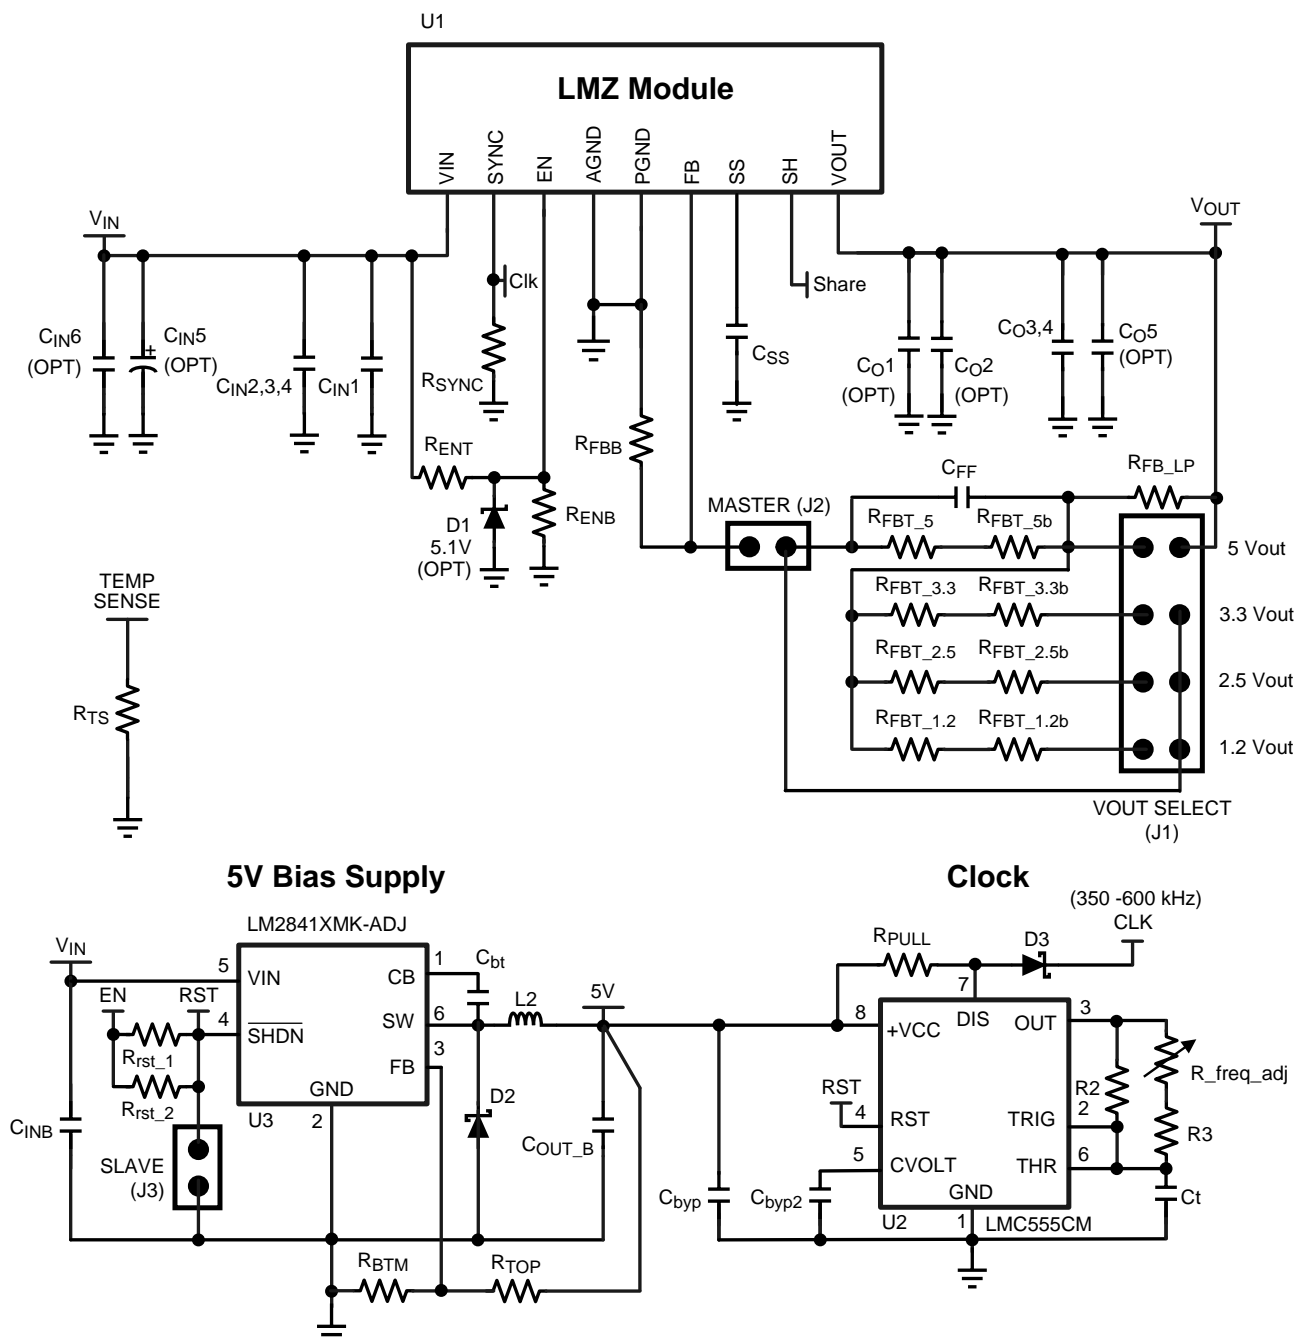 U1
LMZ Module
VIN
SYNC
EN
AGND
PGND
FB
SS
SH
VOUT
VIN
VOUT
Clk
Share
CIN6
(OPT)
CIN5
(OPT)
+
CIN2,3,4
CIN1
RSYNC
CSS
CO1
(OPT)
CO2
(OPT)
CO3,4
CO5
(OPT)
RENT
RFBB
D1
5.1V
(OPT)
RENB
MASTER (J2)
CFF
RFB_LP
RFBT_5
RFBT_5b
5 Vout
RFBT_3.3
RFBT_3.3b
3.3 Vout
RFBT_2.5
RFBT_2.5b
2.5 Vout
RFBT_1.2
RFBT_1.2b
1.2 Vout
VOUT SELECT
(J1)
TEMP
SENSE
RTS
5V Bias Supply
LM2841XMK-ADJ
VIN
5
VIN
CB
1
Cbt
EN
RST
4
SHDN
SW
6
L2
5V
FB
3
Rrst_1
Rrst_2
GND
U3
2
D2
CINB
SLAVE
(J3)
COUT_B
RBTM
RTOP
Clock
(350 -600 kHz)
CLK
RPULL
D3
7
8
+VCC
DIS
OUT
3
R_freq_adj
R2
RST
4
RST
TRIG
2
R3
5
CVOLT
THR
6
Cbyp
Cbyp2
GND
U2
1
LMC555CM
Ct